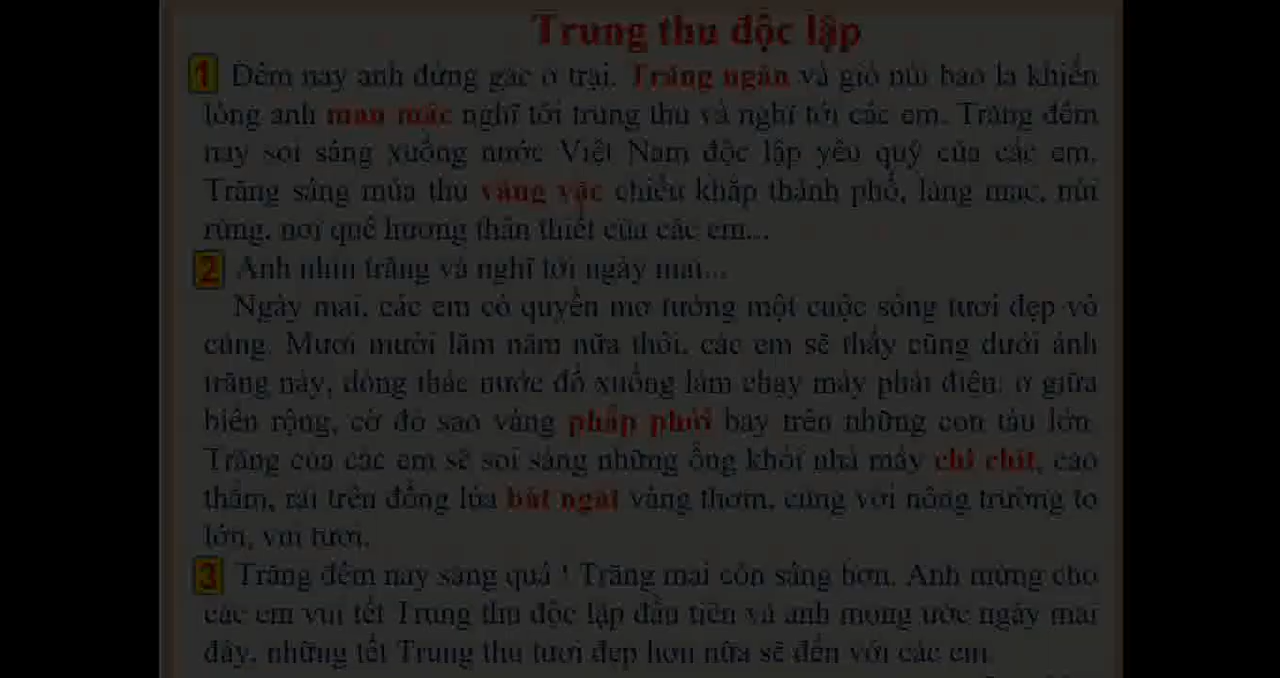 Trung thu độc lập
1 Đêm nay anh đứng gác ở trại. Trăng ngàn và gió núi bao la khiến
lòng anh man mác nghĩ tới trung thu và nghĩ tới các em. Trăng đêm
nay soi sáng xuống nước Việt Nam độc lập yêu quý của các em.
Trăng sáng mùa thu vằng vặc chiếu khắp thành phố, làng mạc, núi
rừng, nơi quê hương thân thiết của các em...
2 Anh nhìn trăng và nghĩ tới ngày mai...
Ngày mai, các em có quyền mơ tưởng một cuộc sống tươi đẹp vô
cùng. Mươi mười lăm năm nữa thôi, các em sẽ thấy cũng dưới ánh
trăng này, dòng thác nước đổ xuống làm chạy máy phát điện; ở giữa
biển rộng, cờ đỏ sao vàng phấp phới bay trên những con tàu lớn.
Trăng của các em sẽ soi sáng những ống khói nhà máy chi chít, cao
thẳm, rải trên đồng lúa bát ngát vàng thơm, cùng với nông trường to
lớn, vui tươi.
3 Trăng đêm nay sáng quá ! Trăng mai còn sáng hơn. Anh mừng cho
các em vui tết Trung thu độc lập đầu tiên và anh mong ước ngày mai
đây, những tết Trung thu tươi đẹp hơn nữa sẽ đến với các em.